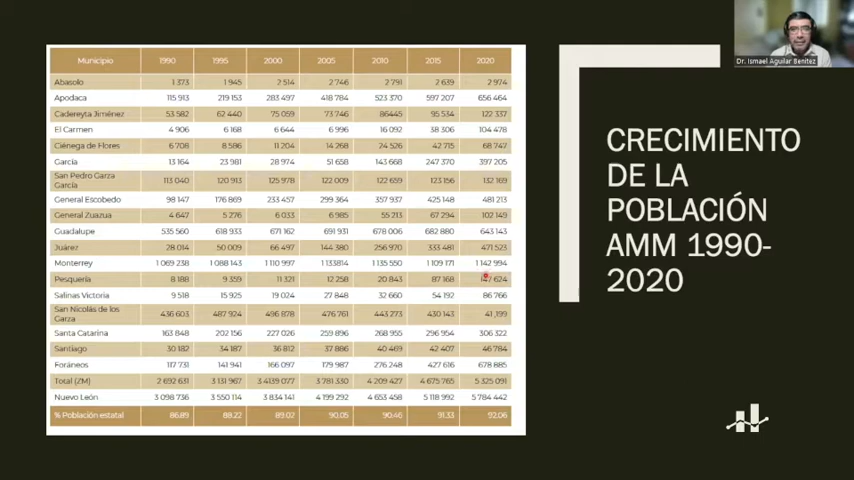 Dr. Ismael Aguilar Benitez
Municipio 1990 1995 2000 2005 2010 2015 2020
Abasolo 1 373 1 945 2 514 2 746 2 791 2 639 2 974
Apodaca 115 913 219 153 283 497 418 784 523 370 597 207 656 464
Cadereyta Jiménez 53 582 62 440 75 059 73 746 86445 95 534 122 337
El Carmen 4 906 6 168 6 644 6 996 16 092 38 306 104 478
Ciénega de Flores 6 708 8 586 11 204 14 268 24 526 42 715 68 747
García 13 164 23 981 28 974 51 658 143 668 247 370 397 205
San Pedro Garza
García 113 040 120 913 125 978 122 009 122 659 123 156 132 169
General Escobedo 98 147 176 869 233 457 299 364 357 937 425 148 481 213
General Zuazua 4 647 5 276 6 033 6 985 55 213 67 294 102 149
Guadalupe 535 560 618 933 671 162 691 931 678 006 682 880 643 143
Juárez 28 014 50 009 66 497 144 380 256 970 333 481 471 523
Monterrey 1 069 238 1 088 143 1 110 997 1 133814 1 135 550 1 109 171 1 142 994
Pesquería 8 188 9 359 11 321 12 258 20 843 87 168 624
Salinas Victoria 9 518 15 925 19 024 27 848 32 660 54 192 86 766
San Nicolás de los
Garza 436 603 487 924 496 878 476 761 443 273 430 143 41 ,199
Santa Catarina 163 848 202 156 227 026 259 896 268 955 296 954 306 322
Santiago 30 182 34 187 36 812 37 886 40 469 42 407 46 784
Foráneos 117 731 141 941 166 097 179 987 276 248 427 616 678 885
Total (ZM) 2 692 631 3 131 967 3 4139 077 3 781 330 4 209 427 4 675 765 5 325 091
Nuevo León 3 098 736 3 550 114 3 834 141 4 199 292 4 653 458 5 118 992 5 784 442
% Población estatal 86.89 88.22 89.02 90.05 90.46 91.33 92.06
CRECIMIENTO
DE LA
POBLACIÓN
AMM 1990-
2020